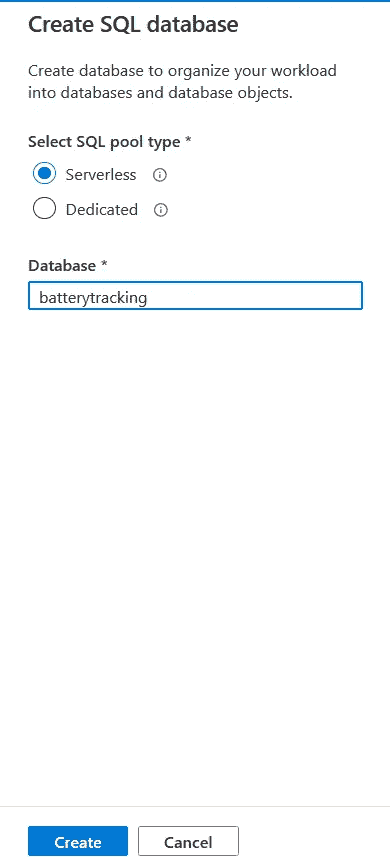 Create SQL database
Create database to organize your workload
into databases and database objects.
Select SQL pool type *
Serverless
Dedicated
Database *
batterytracking
Create
Cancel